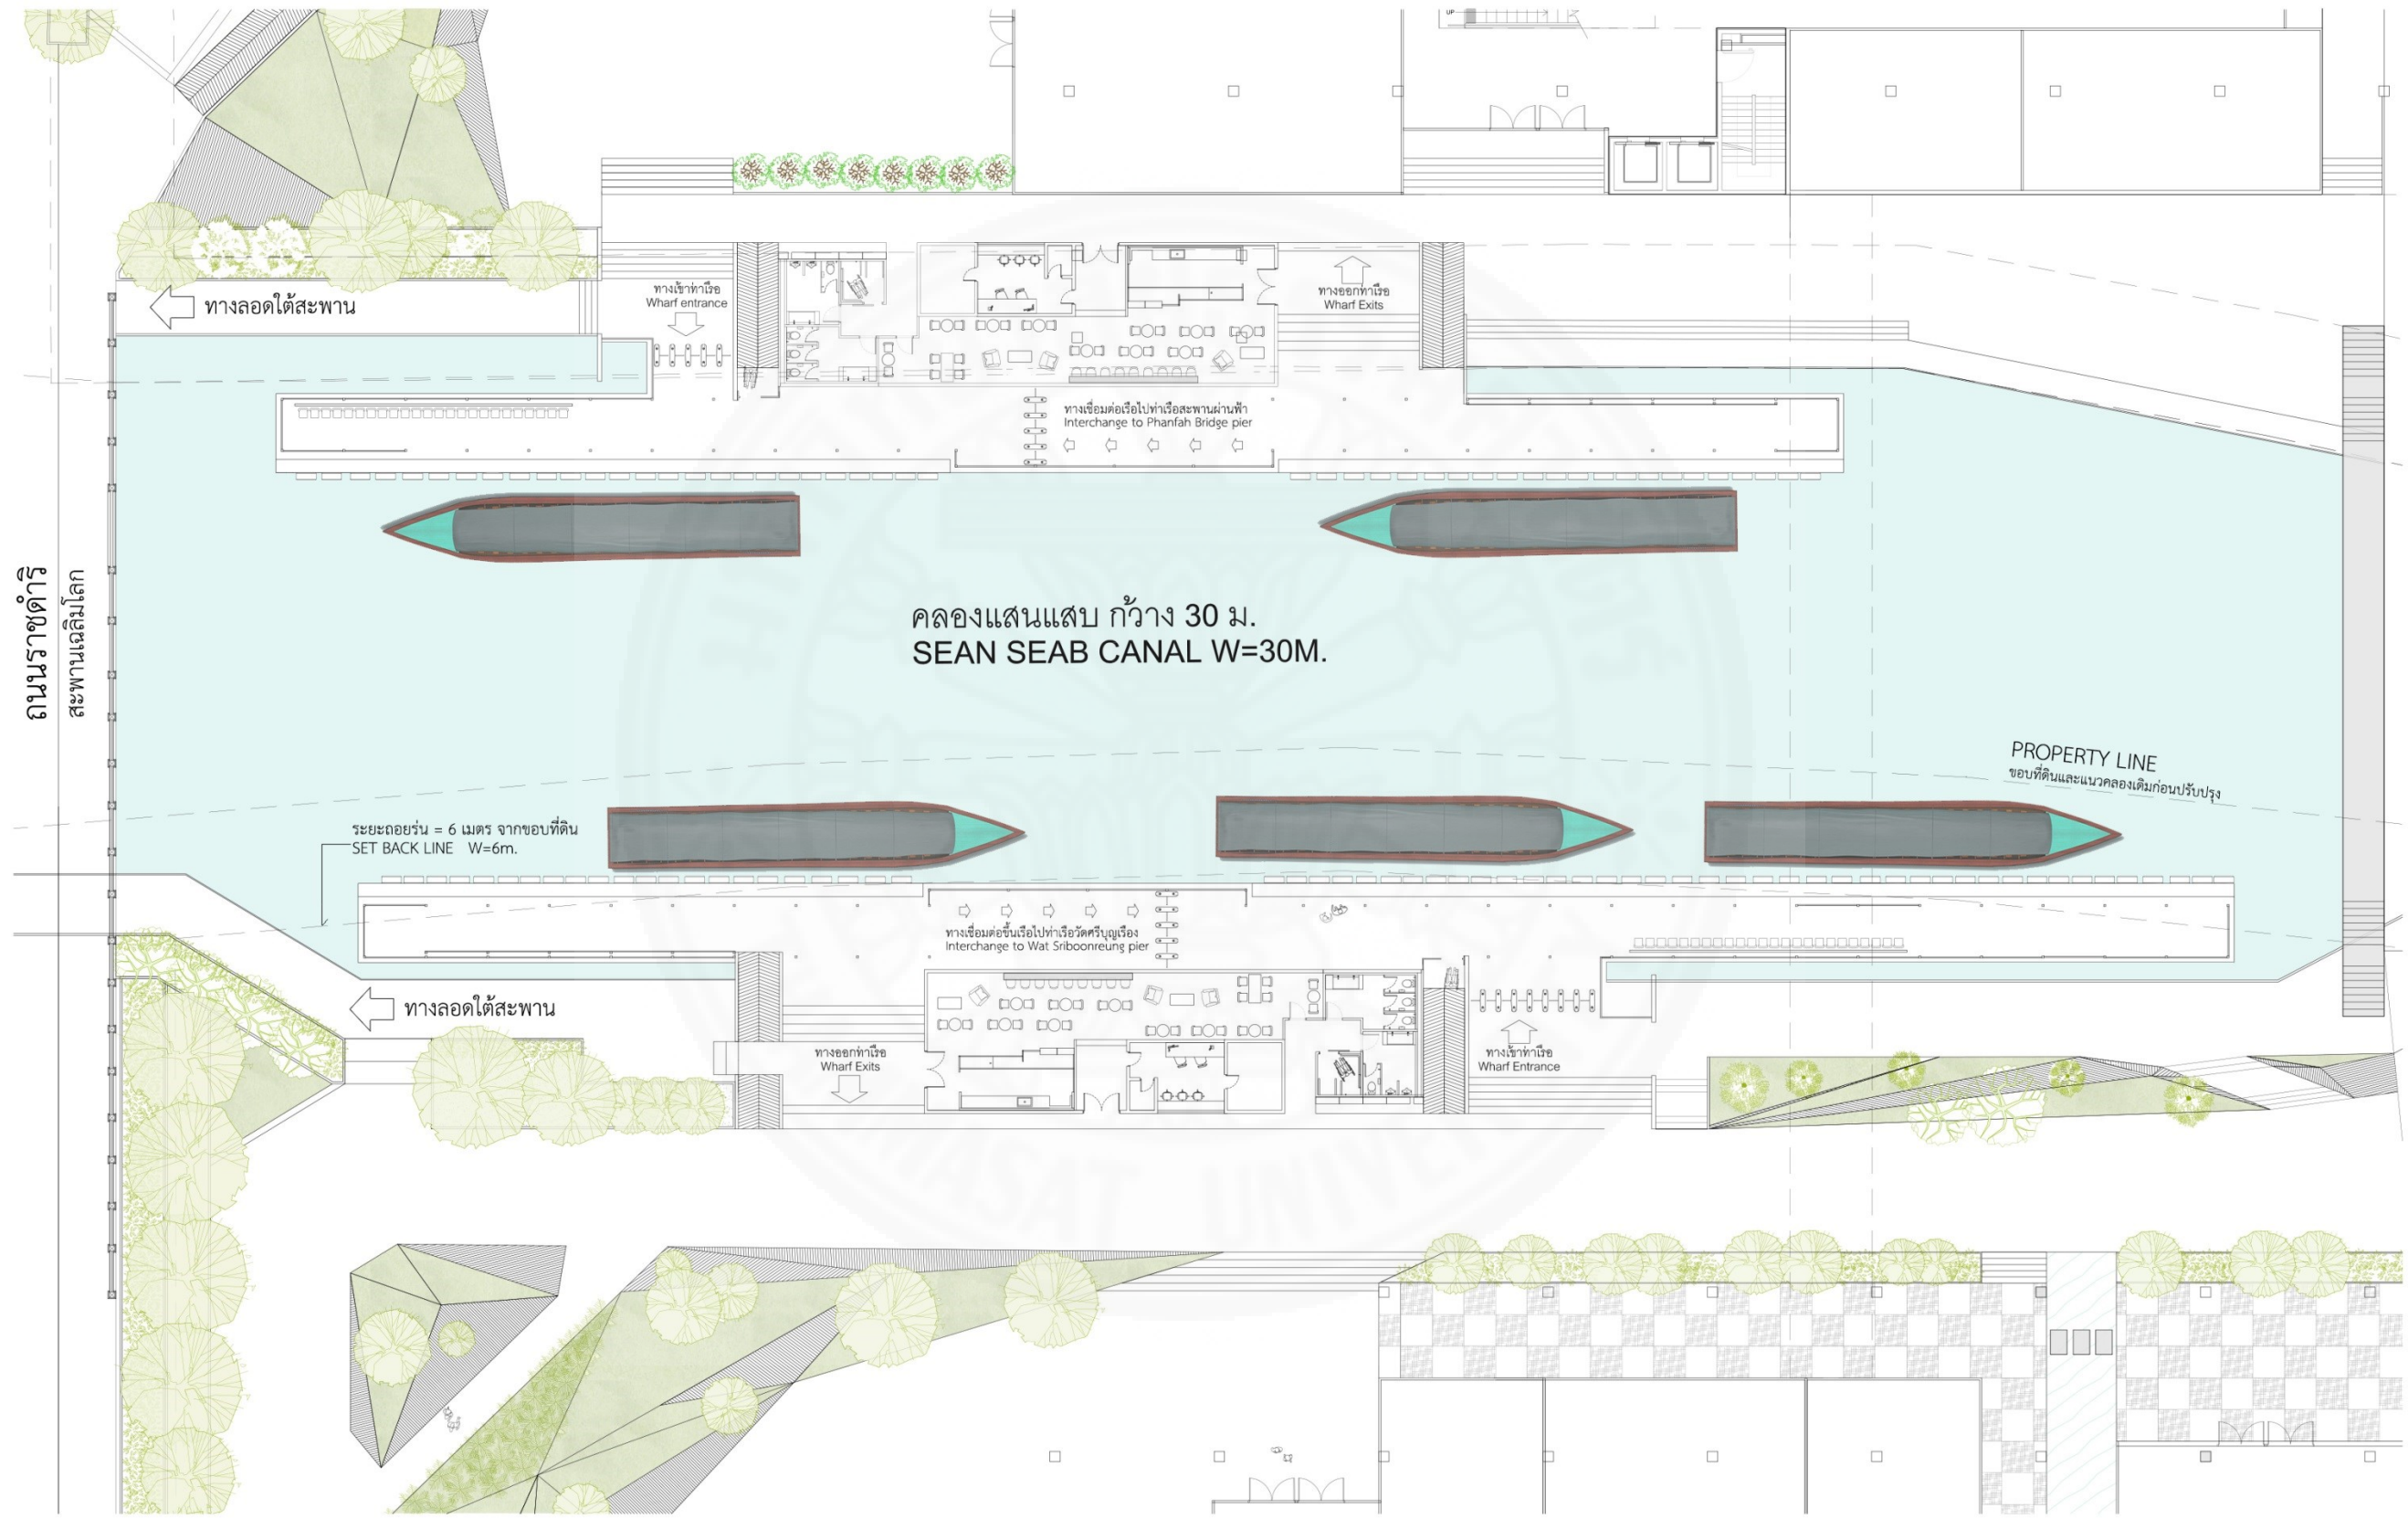 UP
ทางลอดใต้สะพาน
ทางเข้าท่าเรือ
Wharf entrance
ทางออกท่าเรือ
Wharf Exits
ทางเชื่อมต่อเรือไปท่าเรือสะพานผ่านฟ้า
Interchange to Phanfah Bridge pier
ถนนราชดำริ
สะพานเฉลิมโลก
คลองแสนแสบ กว้าง 30 ม.
SEAN SEAB CANAL W=30M.
PROPERTY LINE
ขอบที่ดินและแนวคลองเดิมก่อนปรับปรุง
ระยะถอยร่น = 6 เมตร จากขอบที่ดิน
SET BACK LINE W=6m.
ทางเชื่อมต่อขึ้นเรือไปท่าเรือวัดศรีบุญเรือง
Interchange to Wat Sriboonreung pier
ทางลอดใต้สะพาน
ทางออกท่าเรือ
Wharf Exits
ทางเข้าท่าเรือ
Wharf Entrance